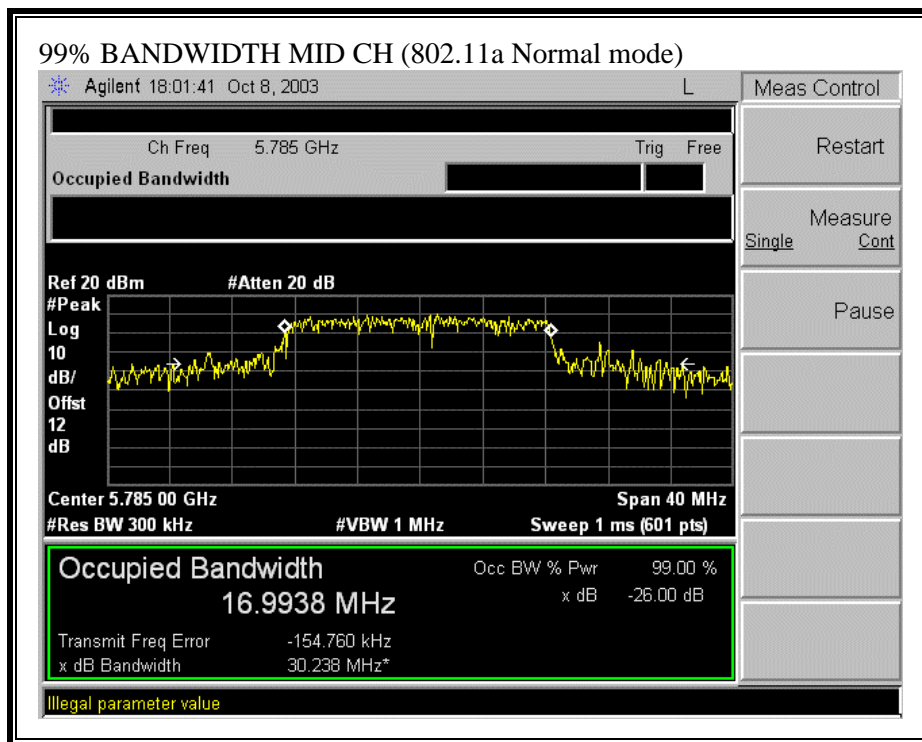 99% BANDWIDTH MID CH (802.11a Normal mode)
Agilent 18:01:41 Oct 8, 2003 L
Meas Control
Ch Freq 5.785 GHz Trig Free
Occupied Bandwidth
Restart
Measure
Single Cont
Pause
Ref 20 dBm #Atten 20 dB
#Peak
Log
10
dB/
Offst
12
dB
Center 5.785 00 GHz Span 40 MHz
#Res BW 300 kHz #VBW 1 MHz Sweep 1 ms (601 pts)
Occupied Bandwidth Occ BW % Pwr 99.00 %
16.9938 MHz x dB -26.00 dB
Transmit Freq Error -154.760 kHz
x dB Bandwidth 30.238 MHz*
Illegal parameter value